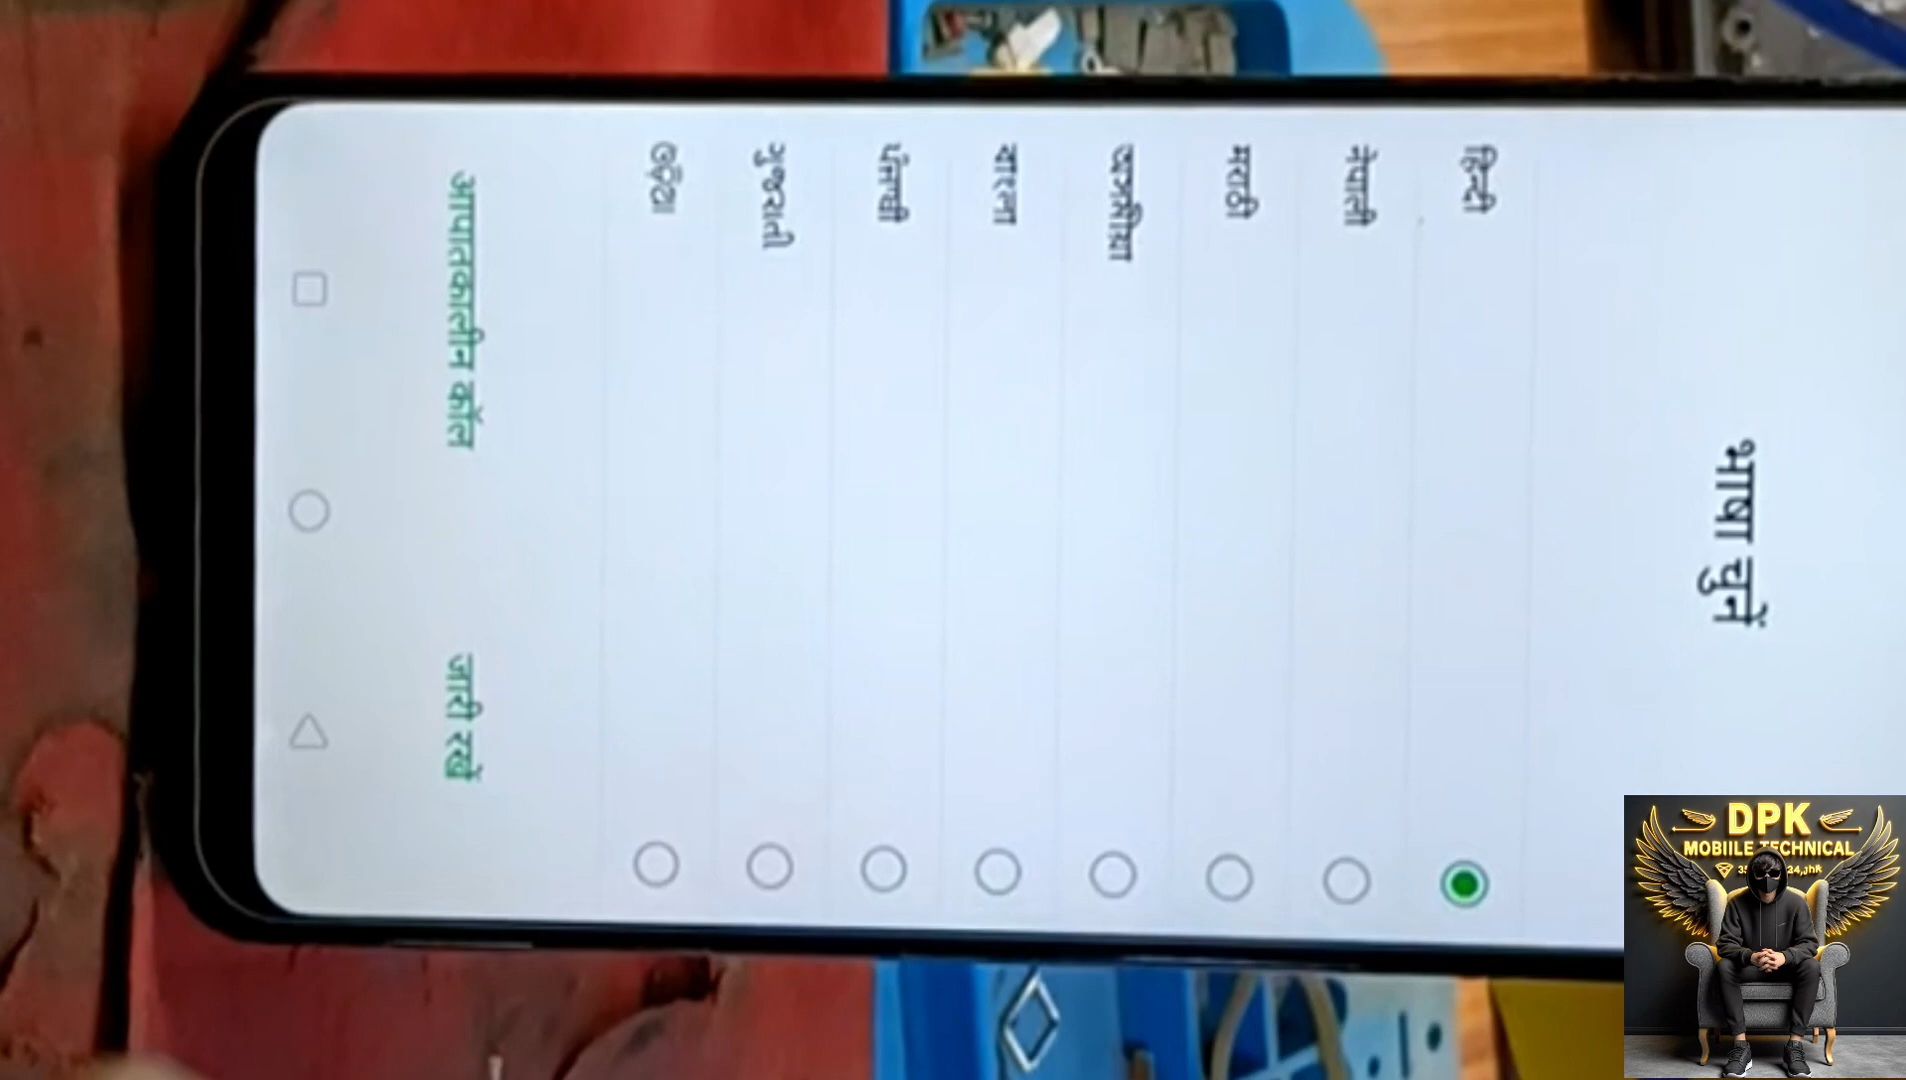 भाषा चुनें
हिन्दी
नेपाली
मराठी
অসমীয়া
বাংলা
ਪੰਜਾਬੀ
ગુજરાતી
ଓଡ଼ିଆ
आपातकालीन कॉल
जारी रखें
DPK
MOBIILE TECHNICAL